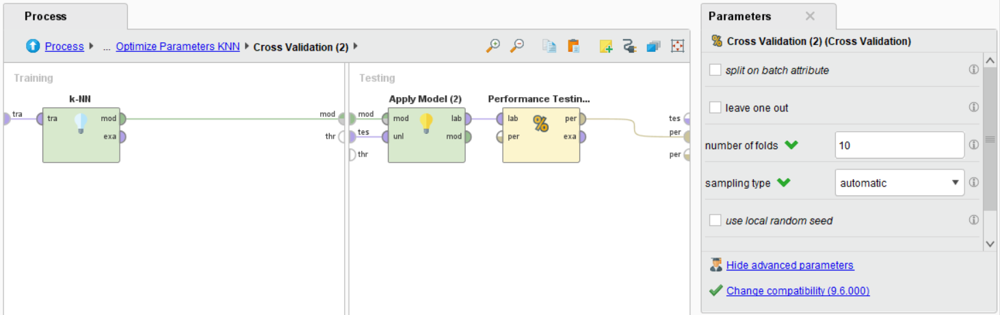 Process
Process ... Optimize Parameters KNN Cross Validation (2)
Training
k-NN
tra
tra
mod
exa
mod
thr
Testing
Apply Model (2)
Performance Testin...
mod
tes
thr
mod
unl
lab
mod
lab
per
%
per
exa
tes
per
per
Parameters
% Cross Validation (2) (Cross Validation)
split on batch attribute
leave one out
number of folds 10
sampling type automatic
use local random seed
Hide advanced parameters
Change compatibility (9.6.000)